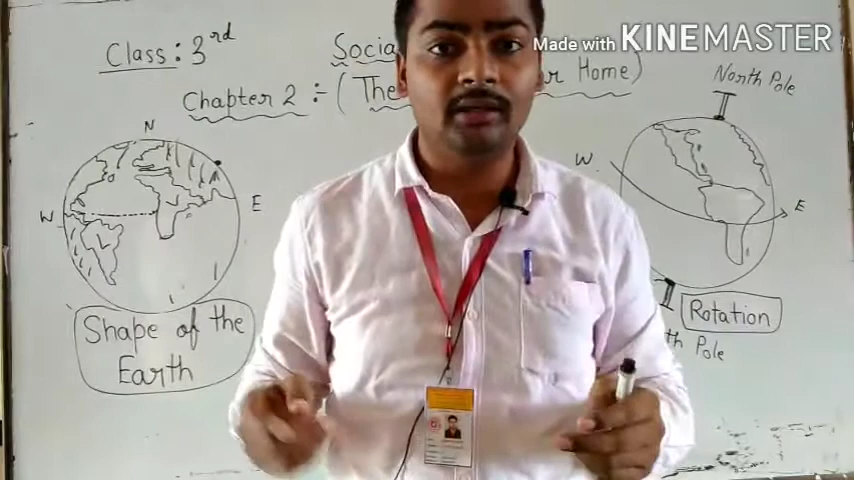 Class : 3rd
Socia
Made with KINEMASTER
Chapter 2 :- (The
r Home)
North Pole
N
W
E
W
E
Shape of The
Earth
Rotation
th Pole